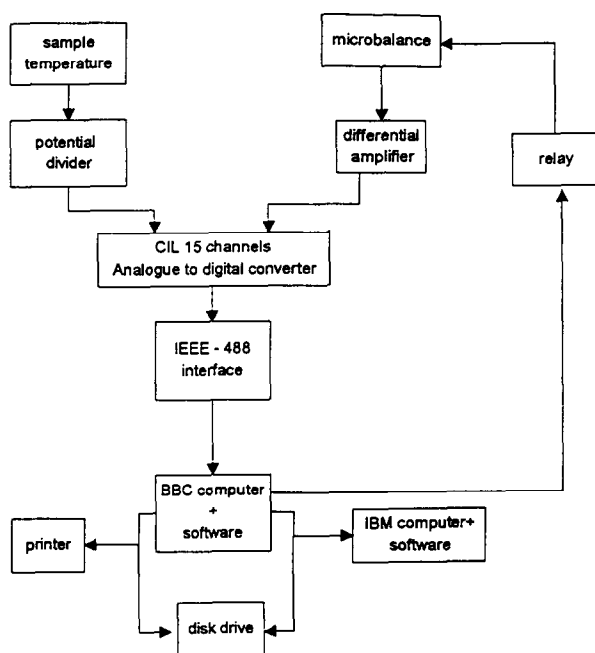 sample
temperature
microbalance
potential
divider
differential
amplifier
relay
CIL 15 channels
Analogue to digital converter
IEEE - 488
interface
BBC computer
+
software
printer
IBM computer+
software
disk drive